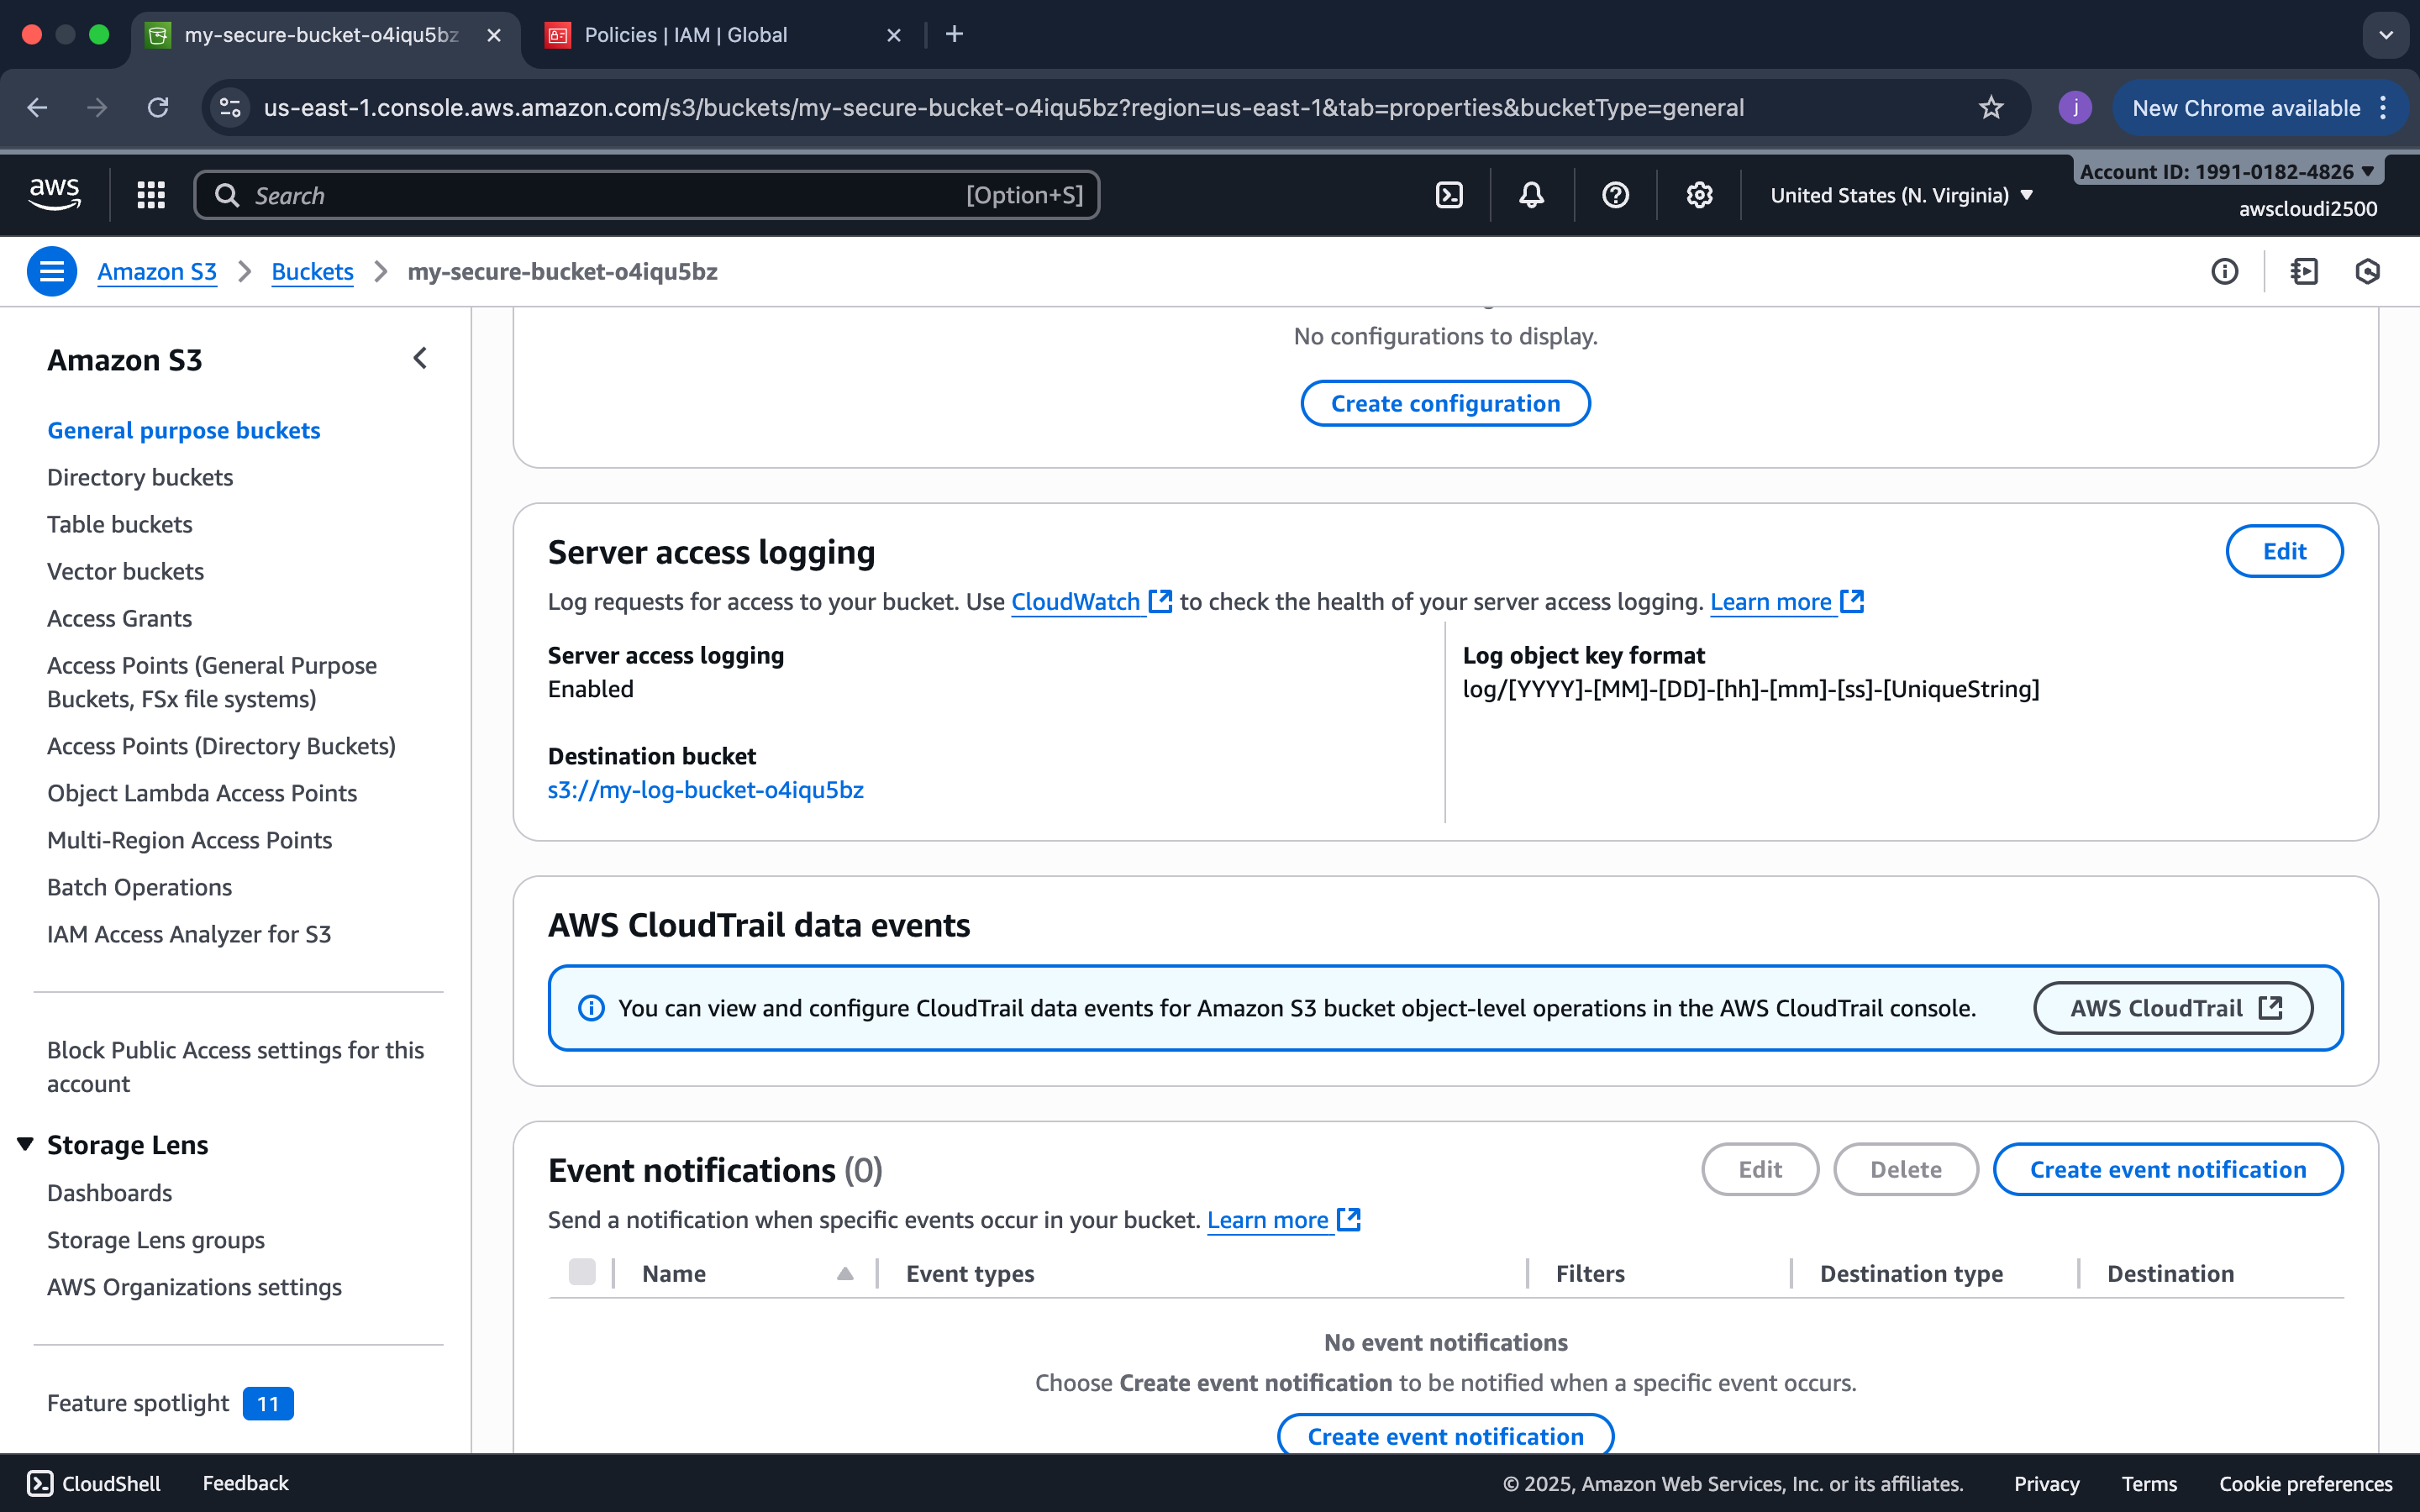 my-secure-bucket-o4iqu5bz
Policies | IAM | Global
us-east-1.console.aws.amazon.com/s3/buckets/my-secure-bucket-o4iqu5bz?region=us-east-1&tab=properties&bucketType=general
j
New Chrome available
aws
Search
[Option+S]
United States (N. Virginia)
Account ID: 1991-0182-4826
awscloudi2500
Amazon S3
Buckets
my-secure-bucket-o4iqu5bz
Amazon S3
General purpose buckets
Directory buckets
Table buckets
Vector buckets
Access Grants
Access Points (General Purpose
Buckets, FSx file systems)
Access Points (Directory Buckets)
Object Lambda Access Points
Multi-Region Access Points
Batch Operations
IAM Access Analyzer for S3
Block Public Access settings for this
account
Storage Lens
Dashboards
Storage Lens groups
AWS Organizations settings
Feature spotlight 11
No configurations to display.
Create configuration
Server access logging
Edit
Log requests for access to your bucket. Use CloudWatch to check the health of your server access logging. Learn more
Server access logging
Enabled
Destination bucket
s3://my-log-bucket-o4iqu5bz
Log object key format
log/[YYYY]-[MM]-[DD]-[hh]-[mm]-[ss]-[UniqueString]
AWS CloudTrail data events
You can view and configure CloudTrail data events for Amazon S3 bucket object-level operations in the AWS CloudTrail console.
AWS CloudTrail
Event notifications (0)
Edit
Delete
Create event notification
Send a notification when specific events occur in your bucket. Learn more
Name
Event types
Filters
Destination type
Destination
No event notifications
Choose Create event notification to be notified when a specific event occurs.
Create event notification
CloudShell
Feedback
© 2025, Amazon Web Services, Inc. or its affiliates.
Privacy
Terms
Cookie preferences